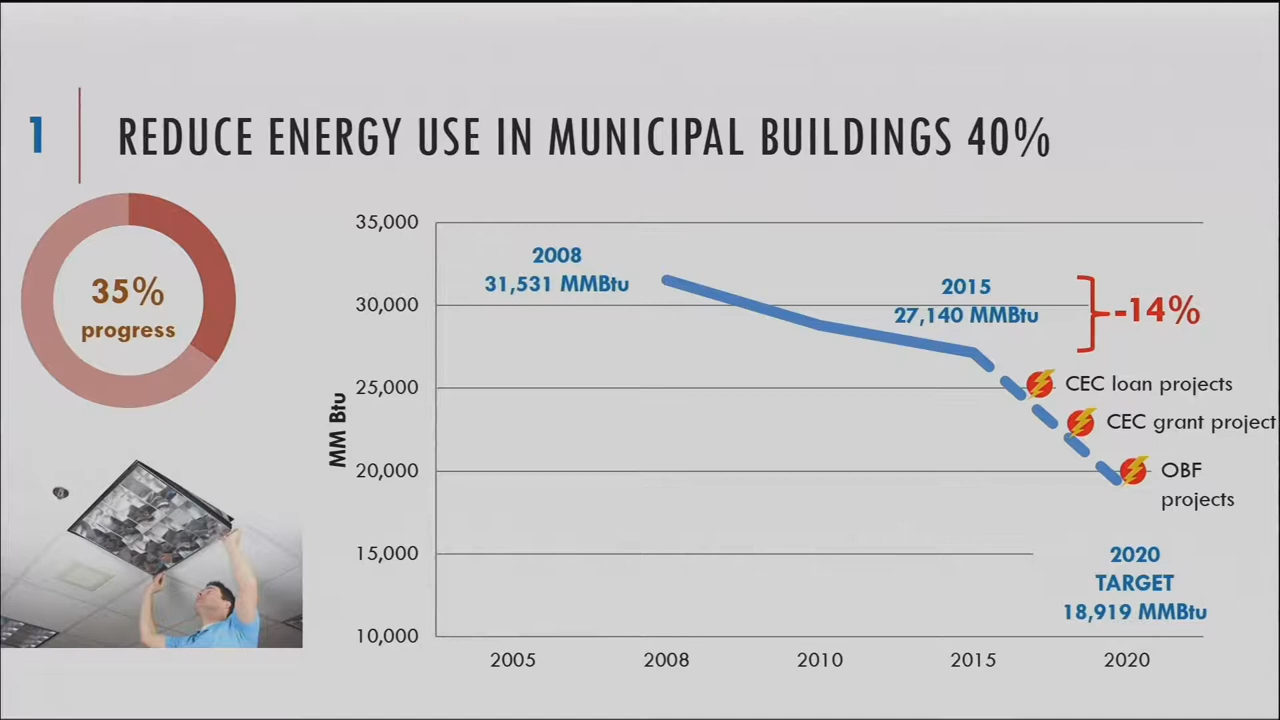 1
REDUCE ENERGY USE IN MUNICIPAL BUILDINGS 40%
35%
progress
35,000
30,000
25,000
20,000
15,000
10,000
MM Btu
2008
31,531 MMBtu
2015
27,140 MMBtu
-14%
CEC loan projects
CEC grant project
OBF
projects
2020
TARGET
18,919 MMBtu
2005
2008
2010
2015
2020